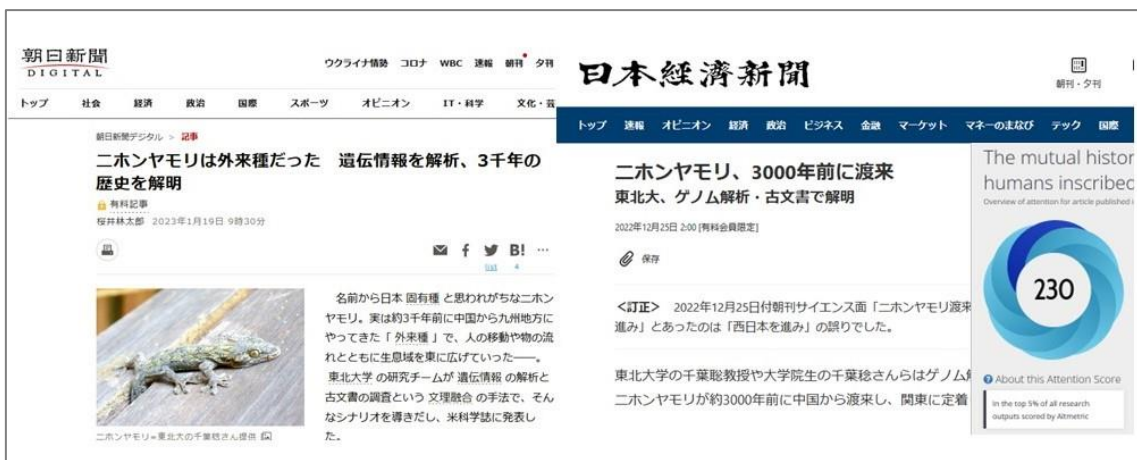 朝日新聞
DIGITAL
ウクライナ情勢 コロナ WBC 速報 朝刊 夕刊
トップ 社会 経済 政治 国際 スポーツ オピニオン IT・科学 文化・芸
朝日新聞デジタル > 記事
ニホンヤモリは外来種だった 遺伝情報を解析、3千年の
歴史を解明
有料記事
桜井林太郎 2023年1月19日 9時30分
list 4
名前から日本固有種と思われがちなニホン
ヤモリ。実は約3千年前に中国から九州地方に
やってきた「外来種」で、人の移動や物の流
れとともに生息域を東に広げていった――。
東北大学の研究チームが遺伝情報の解析と
古文書の調査という文理融合の手法で、そん
なシナリオを導きだし、米科学誌に発表し
た。
ニホンヤモリ=東北大の千葉稔さん提供
日本経済新聞
朝刊・夕刊
トップ 速報 オピニオン 経済 政治 ビジネス 金融 マーケット マネーのまなび テック 国際
ニホンヤモリ、3000年前に渡来
東北大、ゲノム解析・古文書で解明
2022年12月25日 2:00 [有料会員限定]
保存
<訂正> 2022年12月25日付朝刊サイエンス面「ニホンヤモリ渡来
進み」とあったのは「西日本を進み」の誤りでした。
東北大学の千葉聡教授や大学院生の千葉稔さんらはゲノム
ニホンヤモリが約3000年前に中国から渡来し、関東に定着
The mutual histor
humans inscribed
Overview of attention for article published
230
About this Attention Score
In the top 5% of all research
outputs scored by Altmetric